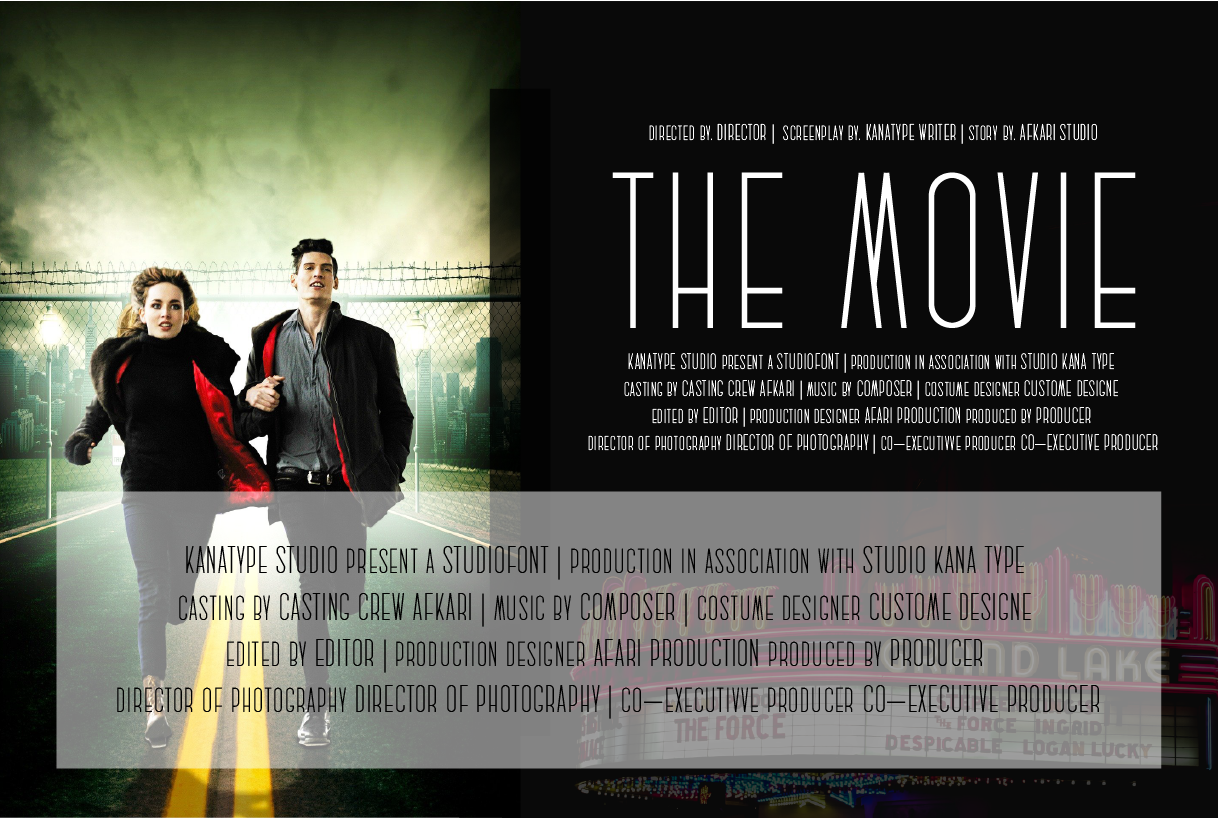 DIRECTED BY. DIRECTOR | SCREENPLAY BY. KANATYPE WRITER | STORY BY. AFKARI STUDIO
THE MOVIE
KANATYPE STUDIO PRESENT A STUDIOFONT | PRODUCTION IN ASSOCIATION WITH STUDIO KANA TYPE
CASTING BY CASTING CREW AFKARI | MUSIC BY COMPOSER | COSTUME DESIGNER CUSTOME DESIGNE
EDITED BY EDITOR | PRODUCTION DESIGNER AFARI PRODUCTION PRODUCED BY PRODUCER
DIRECTOR OF PHOTOGRAPHY DIRECTOR OF PHOTOGRAPHY | CO-EXECUTIVVE PRODUCER CO-EXECUTIVE PRODUCER
KANATYPE STUDIO PRESENT A STUDIOFONT | PRODUCTION IN ASSOCIATION WITH STUDIO KANA TYPE
CASTING BY CASTING CREW AFKARI | MUSIC BY COMPOSER | COSTUME DESIGNER CUSTOME DESIGNE
EDITED BY EDITOR | PRODUCTION DESIGNER AFARI PRODUCTION PRODUCED BY PRODUCER
DIRECTOR OF PHOTOGRAPHY DIRECTOR OF PHOTOGRAPHY | CO-EXECUTIVVE PRODUCER CO-EXECUTIVE PRODUCER
GRAND LAKE
THE FORCE
THE FORCE INGRID
DESPICABLE LOGAN LUCKY